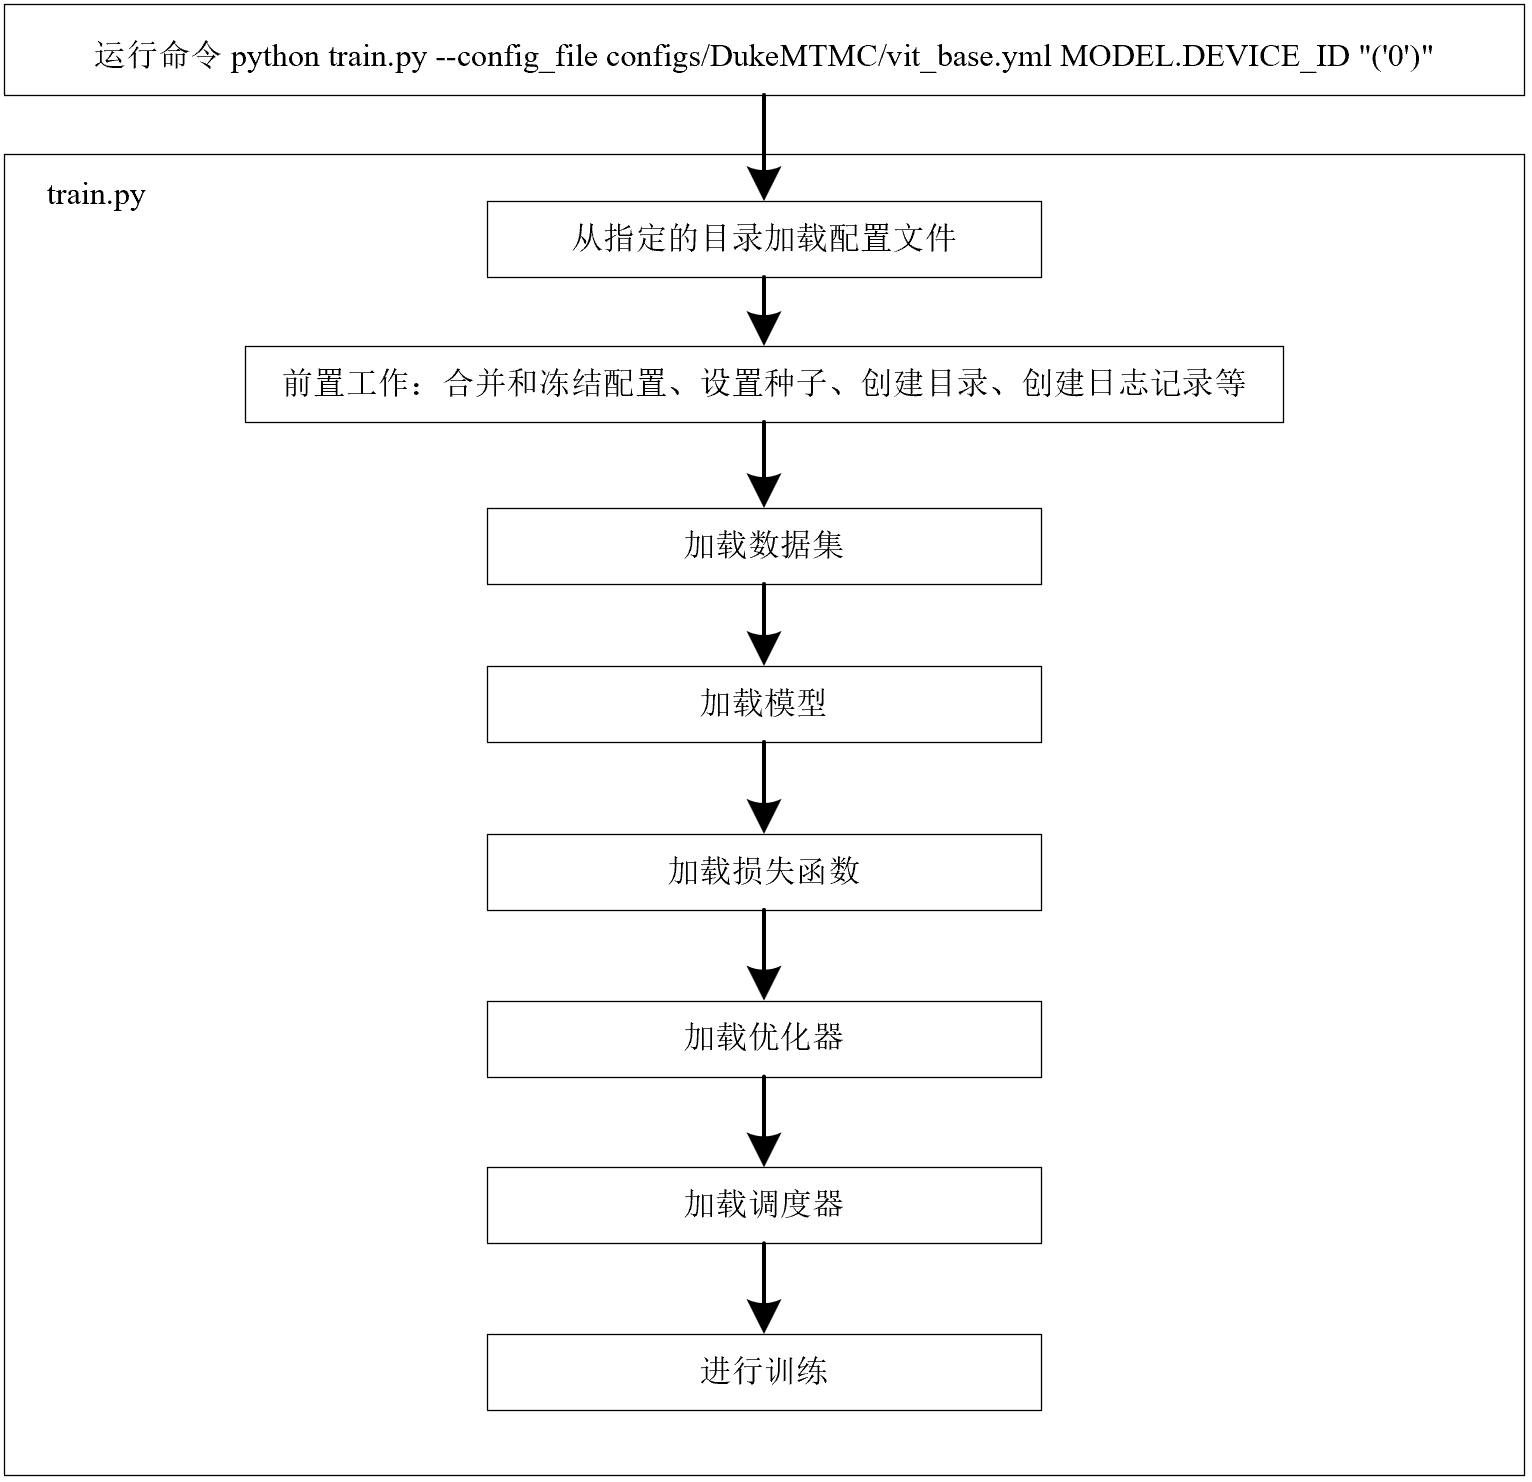 运行命令 python train.py --config_file configs/DukeMTMC/vit_base.yml MODEL.DEVICE_ID "('0')"
train.py
从指定的目录加载配置文件
前置工作：合并和冻结配置、设置种子、创建目录、创建日志记录等
加载数据集
加载模型
加载损失函数
加载优化器
加载调度器
进行训练